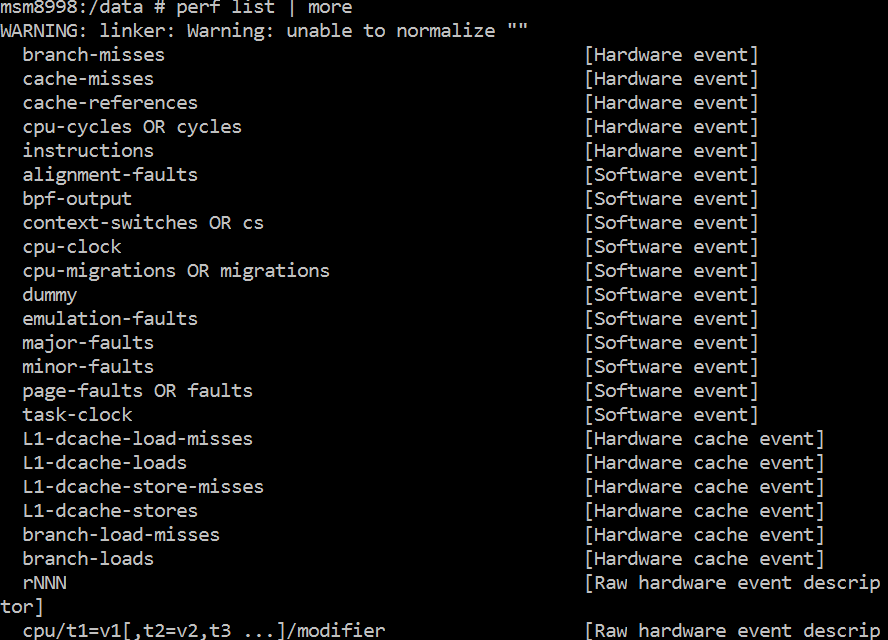 msm8998:/data # perf list | more
WARNING: linker: Warning: unable to normalize ""
branch-misses [Hardware event]
cache-misses [Hardware event]
cache-references [Hardware event]
cpu-cycles OR cycles [Hardware event]
instructions [Hardware event]
alignment-faults [Software event]
bpf-output [Software event]
context-switches OR cs [Software event]
cpu-clock [Software event]
cpu-migrations OR migrations [Software event]
dummy [Software event]
emulation-faults [Software event]
major-faults [Software event]
minor-faults [Software event]
page-faults OR faults [Software event]
task-clock [Software event]
L1-dcache-load-misses [Hardware cache event]
L1-dcache-loads [Hardware cache event]
L1-dcache-store-misses [Hardware cache event]
L1-dcache-stores [Hardware cache event]
branch-load-misses [Hardware cache event]
branch-loads [Hardware cache event]
rNNN [Raw hardware event descrip
tor]
cpu/t1=v1[,t2=v2,t3 ...]/modifier [Raw hardware event descrip